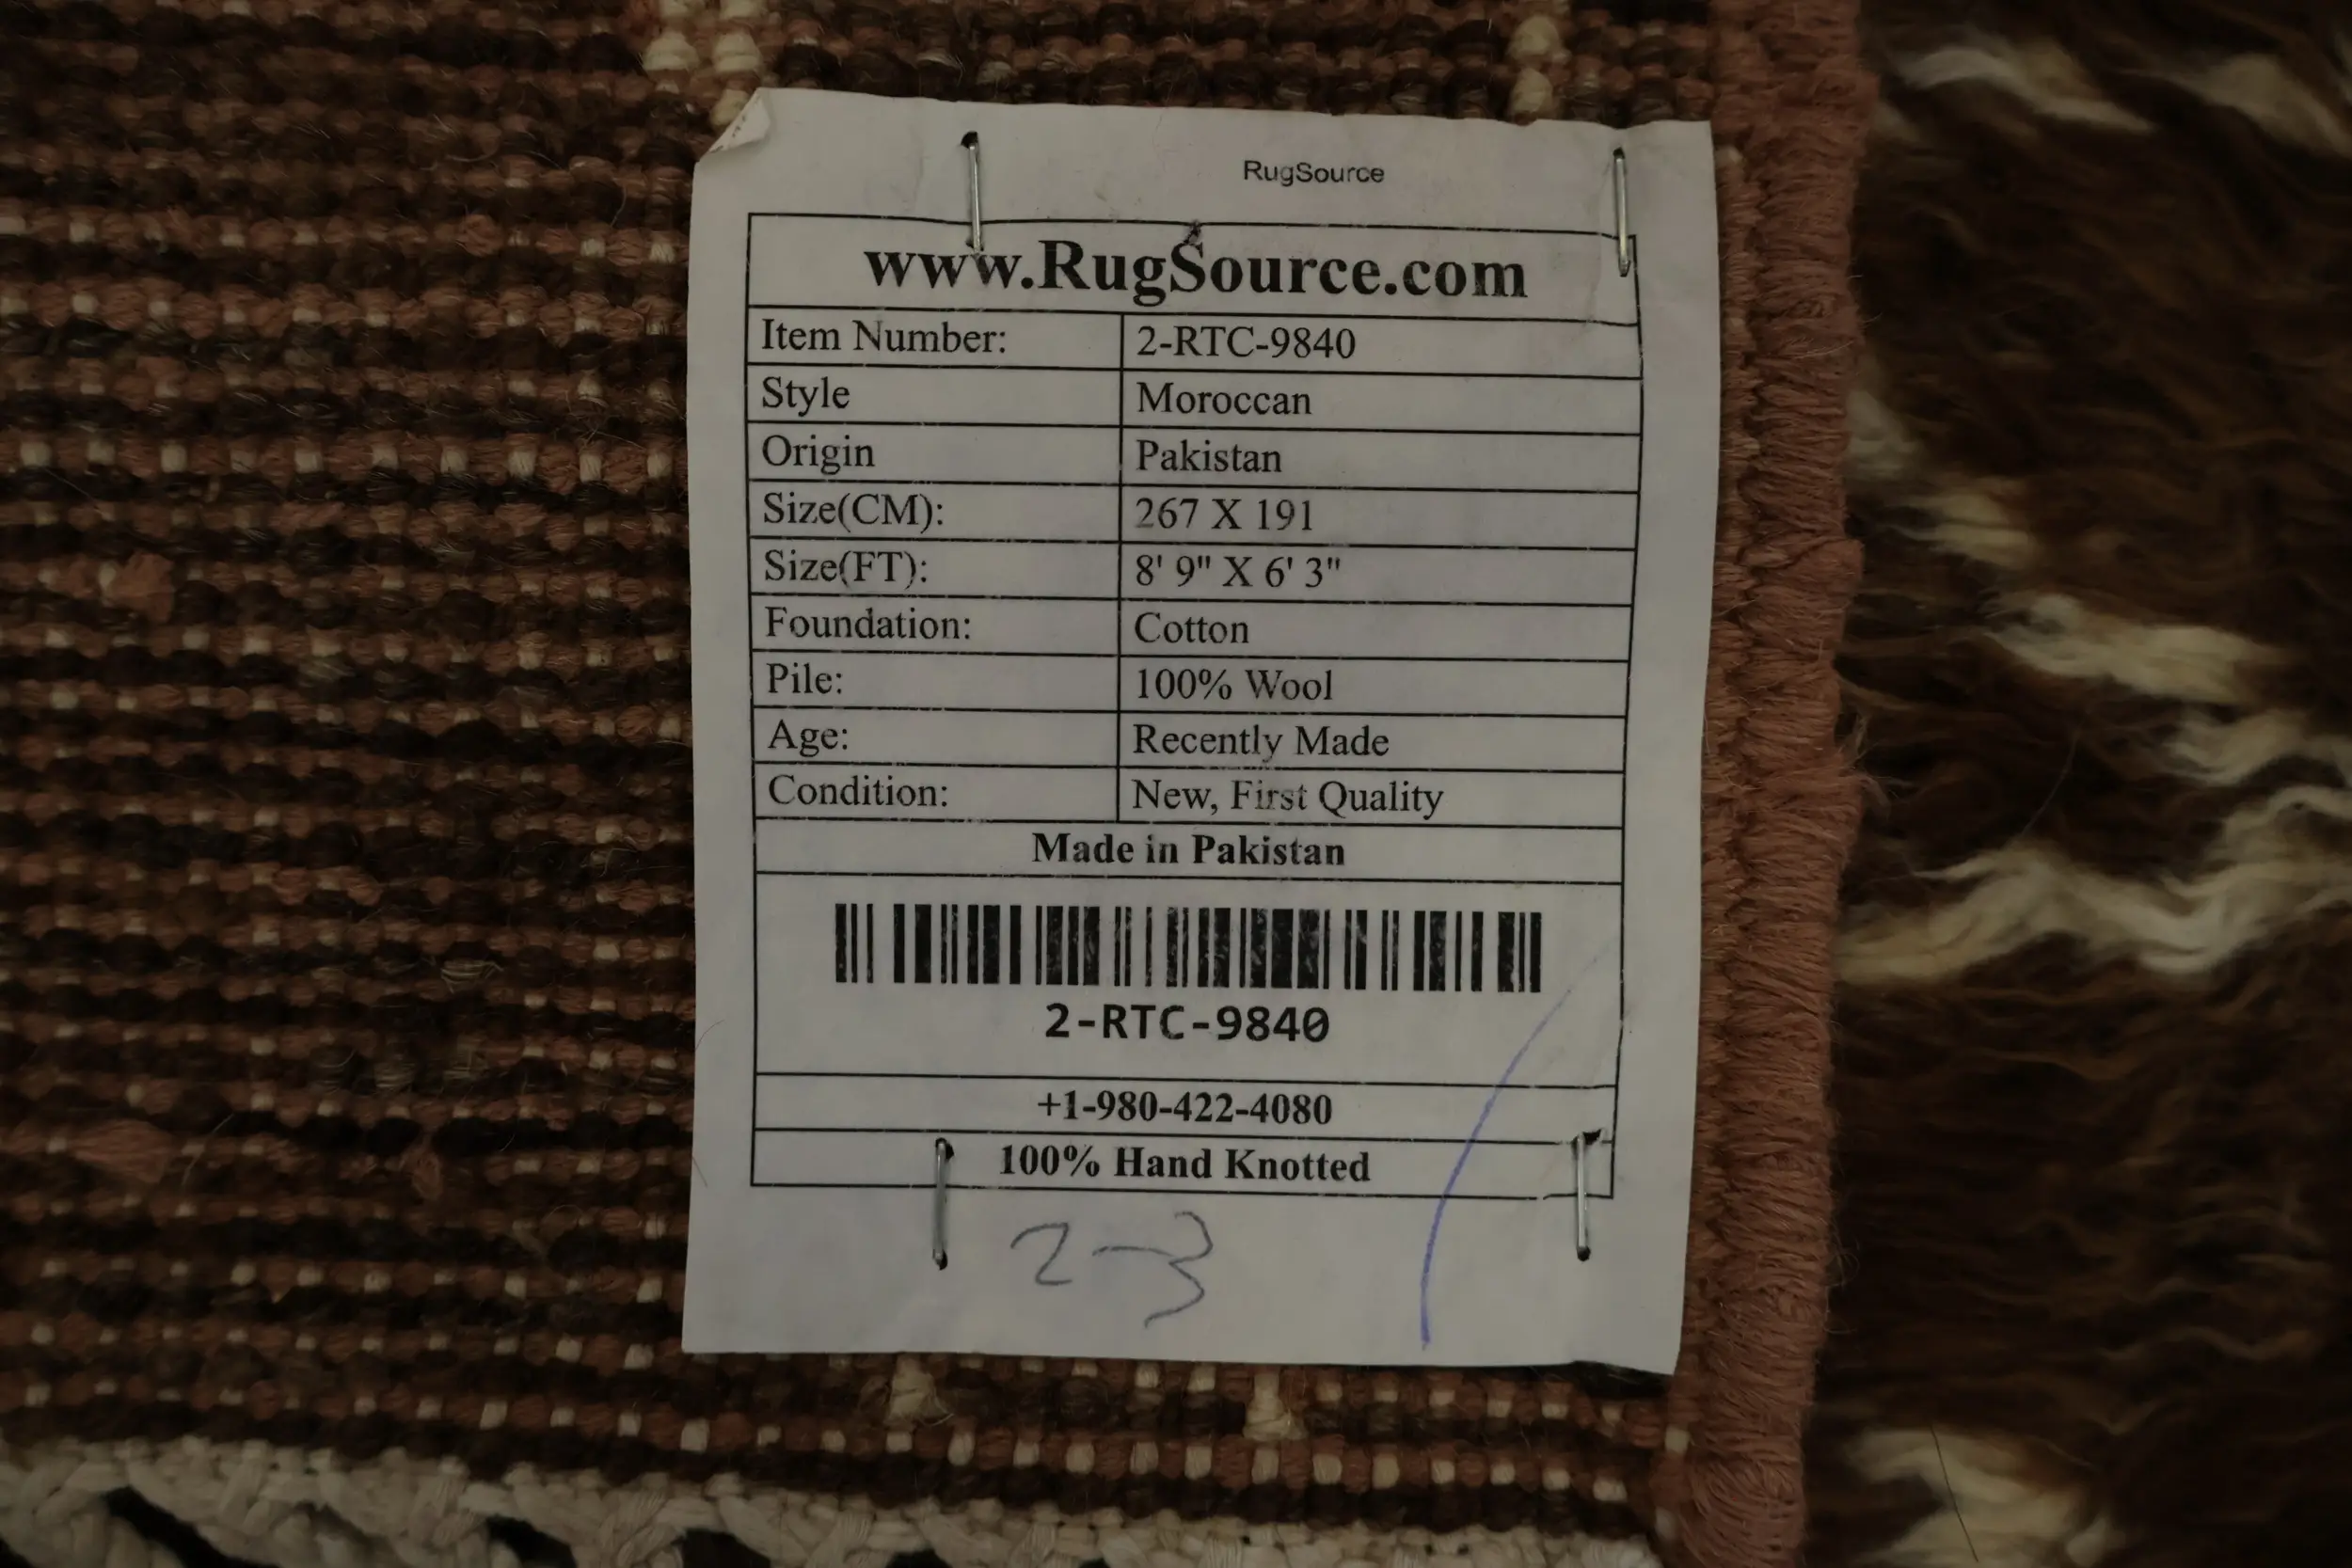 RugSource
www.RugSource.com
Item Number: 2-RTC-9840
Style Moroccan
Origin Pakistan
Size(CM): 267 X 191
Size(FT): 8' 9" X 6' 3"
Foundation: Cotton
Pile: 100% Wool
Age: Recently Made
Condition: New, First Quality
Made in Pakistan
2-RTC-9840
+1-980-422-4080
100% Hand Knotted
2-3